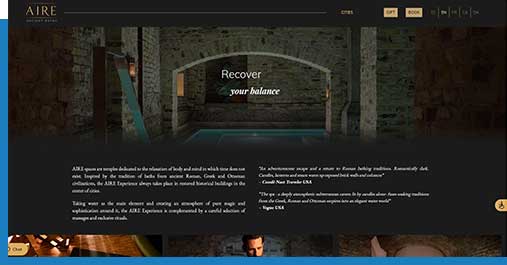 AIRE
ANCIENT BATHS
CITIES
GIFT
BOOK
ES
EN
FR
CA
DA
Recover
your balance
AIRE spaces are temples dedicated to the relaxation of body and mind in which time does not
exist. Inspired by the tradition of baths from ancient Roman, Greek and Ottoman
civilizations, the AIRE Experience always takes place in restored historical buildings in the
center of cities.
Taking water as the main element and creating an atmosphere of pure magic and
sophistication around it, the AIRE Experience is complemented by a careful selection of
massages and exclusive rituals.
"An adventuresome escape and a return to Roman bathing traditions. Romantically dark.
Candles, lanterns and steam water up exposed brick walls and columns"
- Condé Nast Traveler USA
"The spa - a deeply atmospheric subterranean cavern lit by candles alone- fuses soaking traditions
from the Greek, Roman and Ottoman empires into an elegant water world"
- Vogue USA
Chat